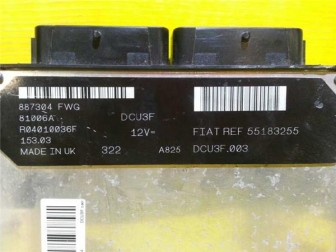 887304 FWG
81006A DCU3F
R04010036F 12V= FIAT REF 55183255
153.03
MADE IN UK 322 A825 DCU3F.003